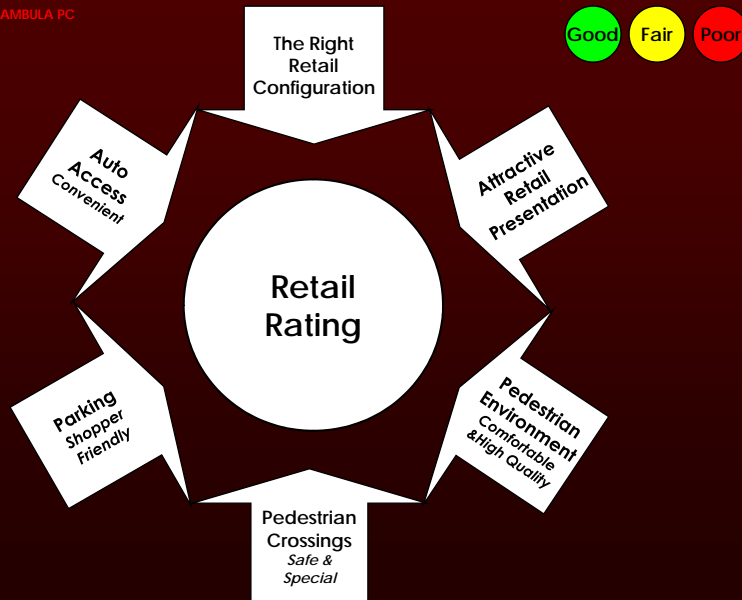 AMBULA PC
Good
Fair
Poor
The Right
Retail
Configuration
Auto
Access
Convenient
Attractive
Retail
Presentation
Retail
Rating
Parking
Shopper
Friendly
Pedestrian
Environment
Comfortable
&High Quality
Pedestrian
Crossings
Safe &
Special